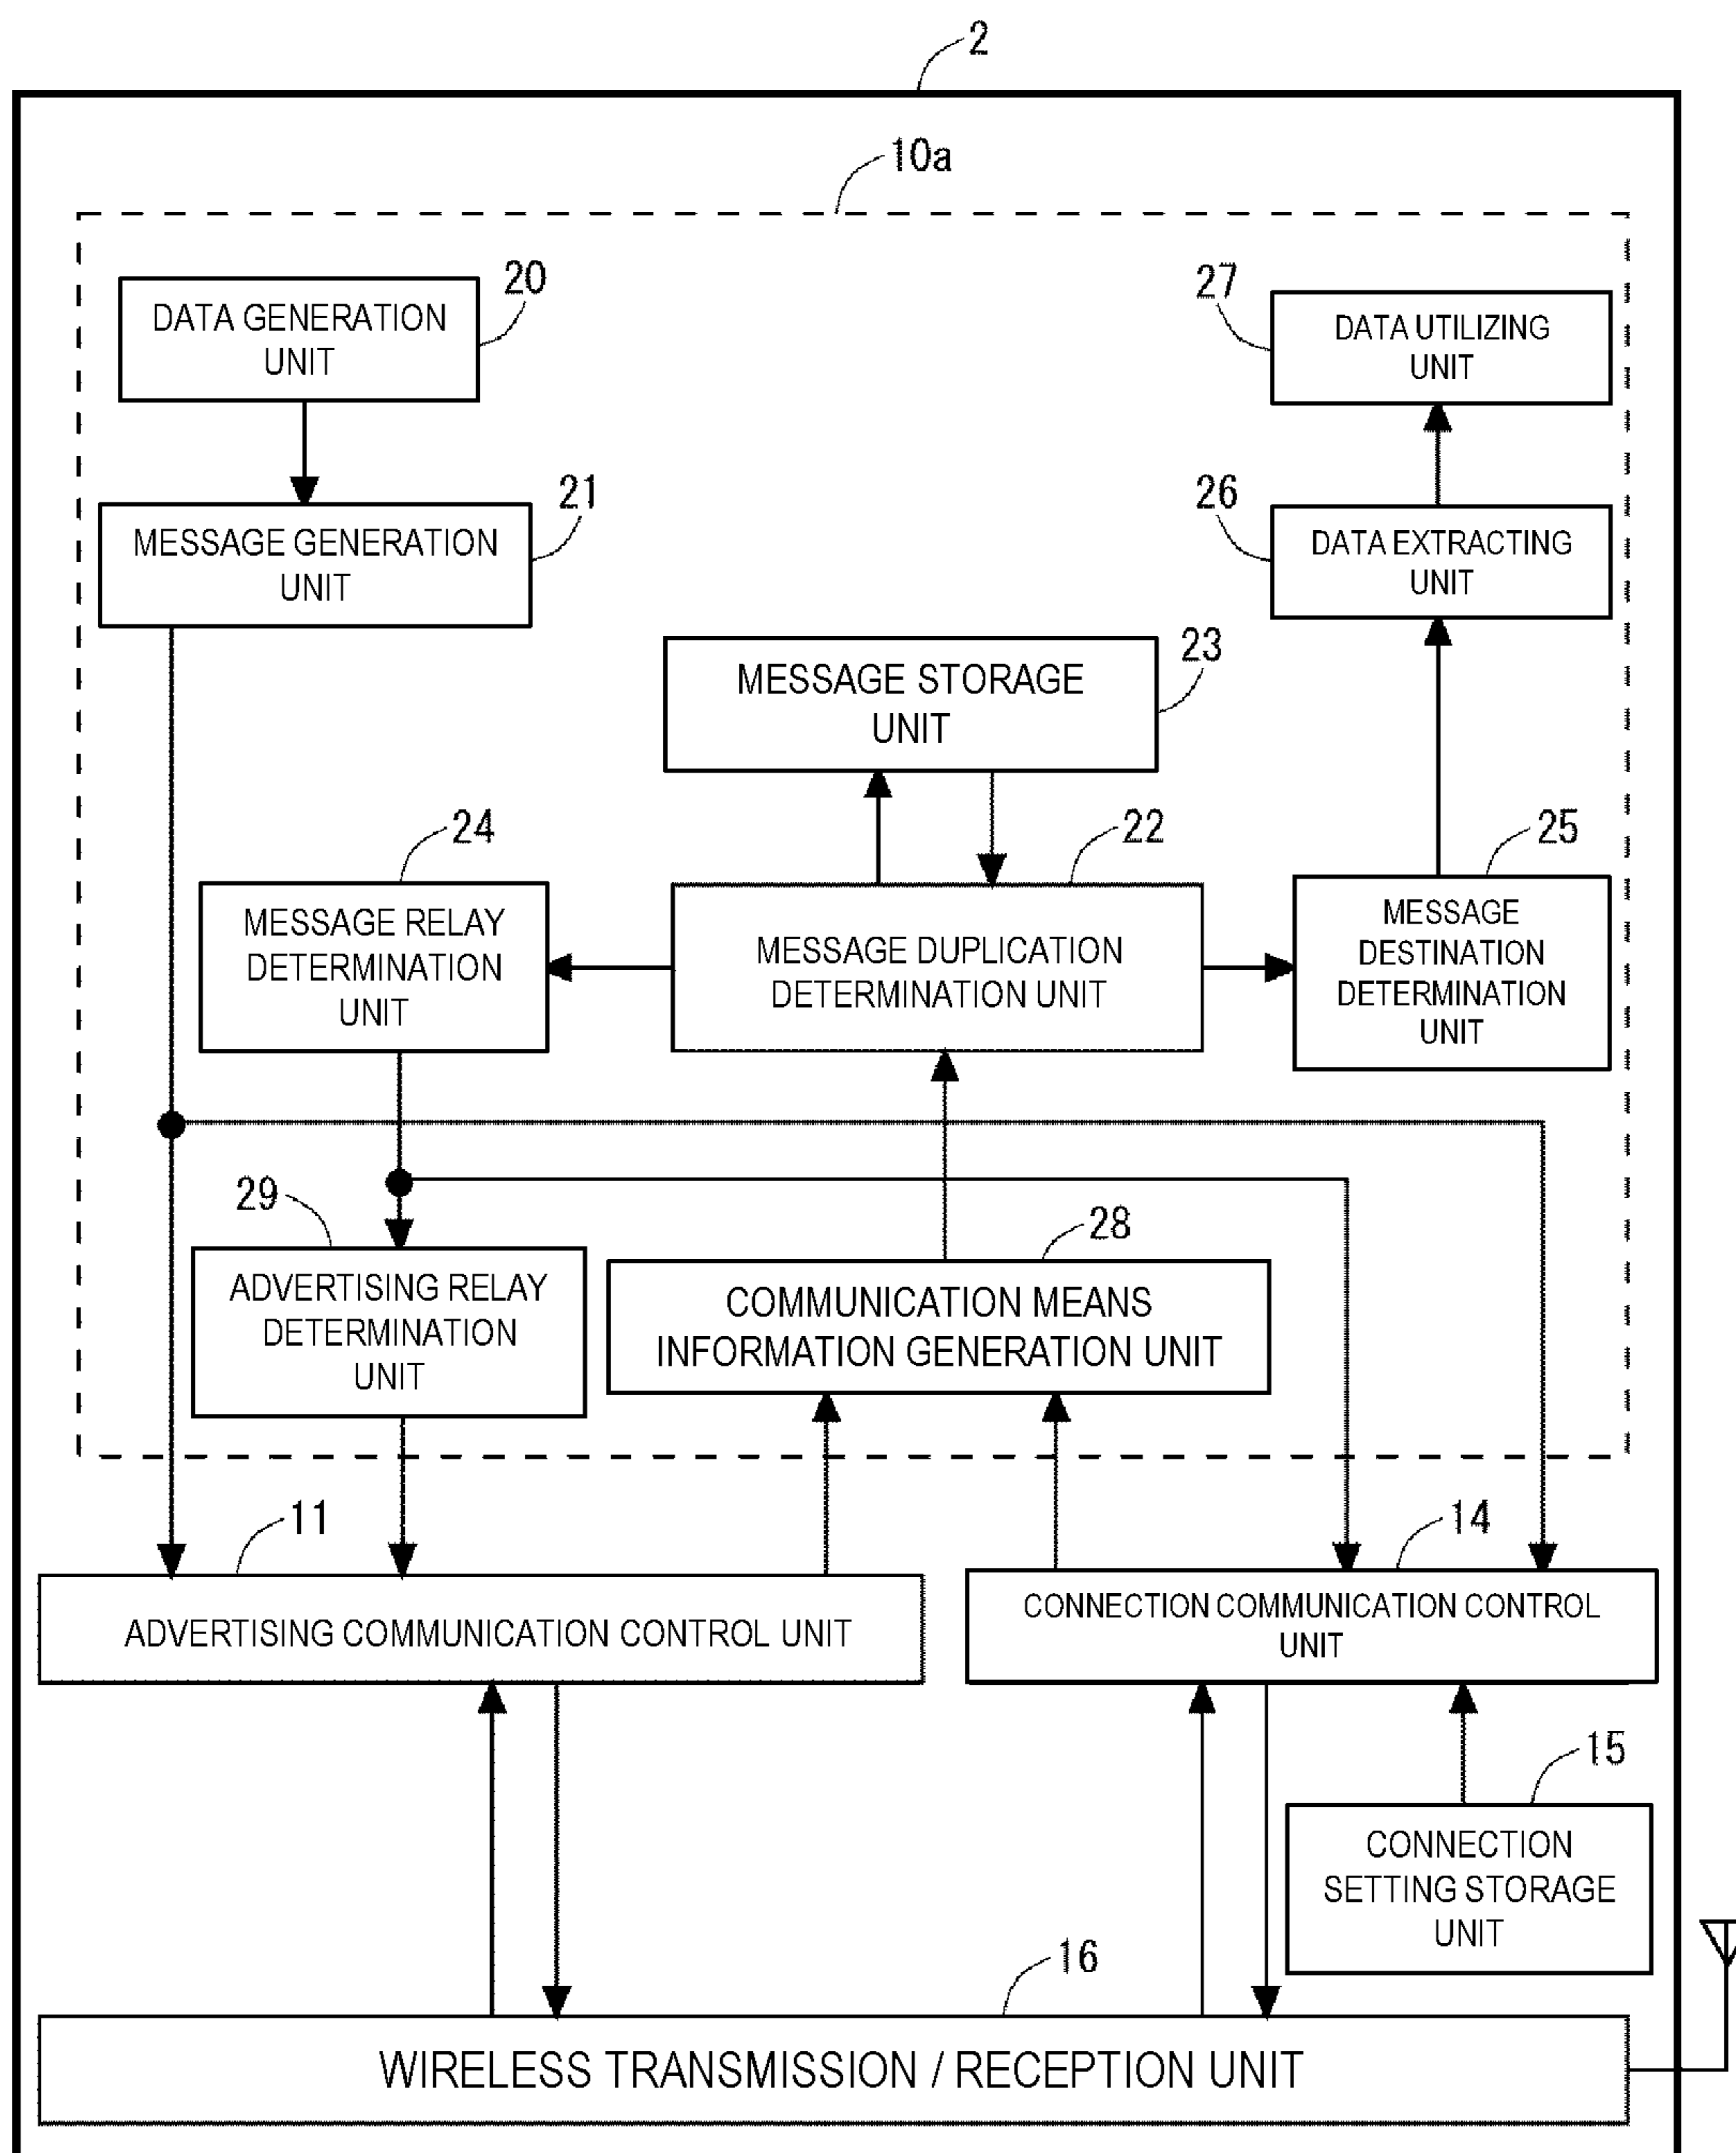 2
10a
20
DATA GENERATION
UNIT
27
DATA UTILIZING
UNIT
21
MESSAGE GENERATION
UNIT
26
DATA EXTRACTING
UNIT
23
MESSAGE STORAGE
UNIT
24
MESSAGE RELAY
DETERMINATION
UNIT
22
MESSAGE DUPLICATION
DETERMINATION UNIT
25
MESSAGE
DESTINATION
DETERMINATION
UNIT
29
ADVERTISING RELAY
DETERMINATION
UNIT
28
COMMUNICATION MEANS
INFORMATION GENERATION UNIT
11
ADVERTISING COMMUNICATION CONTROL UNIT
14
CONNECTION COMMUNICATION CONTROL
UNIT
15
CONNECTION
SETTING STORAGE
UNIT
16
WIRELESS TRANSMISSION / RECEPTION UNIT